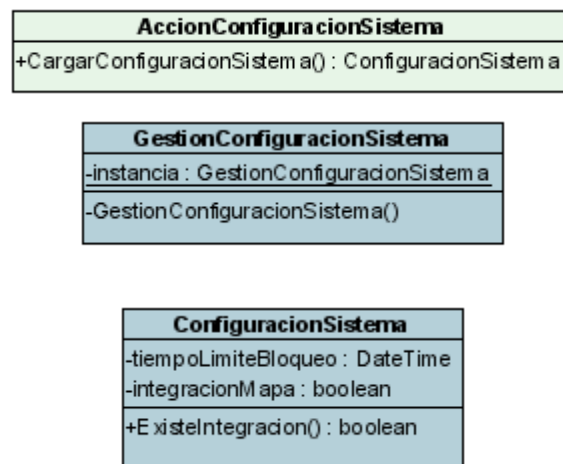 AccionConfiguracionSistema
+CargarConfiguracionSistema() : ConfiguracionSistema
GestionConfiguracionSistema
-instancia : GestionConfiguracionSistema
-GestionConfiguracionSistema()
ConfiguracionSistema
-tiempoLimiteBloqueo : DateTime
-integracionMapa : boolean
+ExisteIntegracion() : boolean